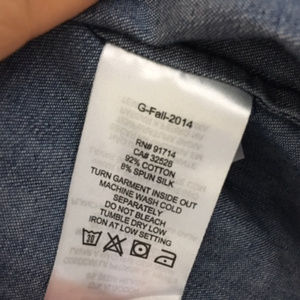 G-Fall-2014
RN# 91714
CA# 32528
92% COTTON
8% SPUN SILK
TURN GARMENT INSIDE OUT
MACHINE WASH COLD
SEPARATELY
DO NOT BLEACH
TUMBLE DRY LOW
IRON AT LOW SETTING
30